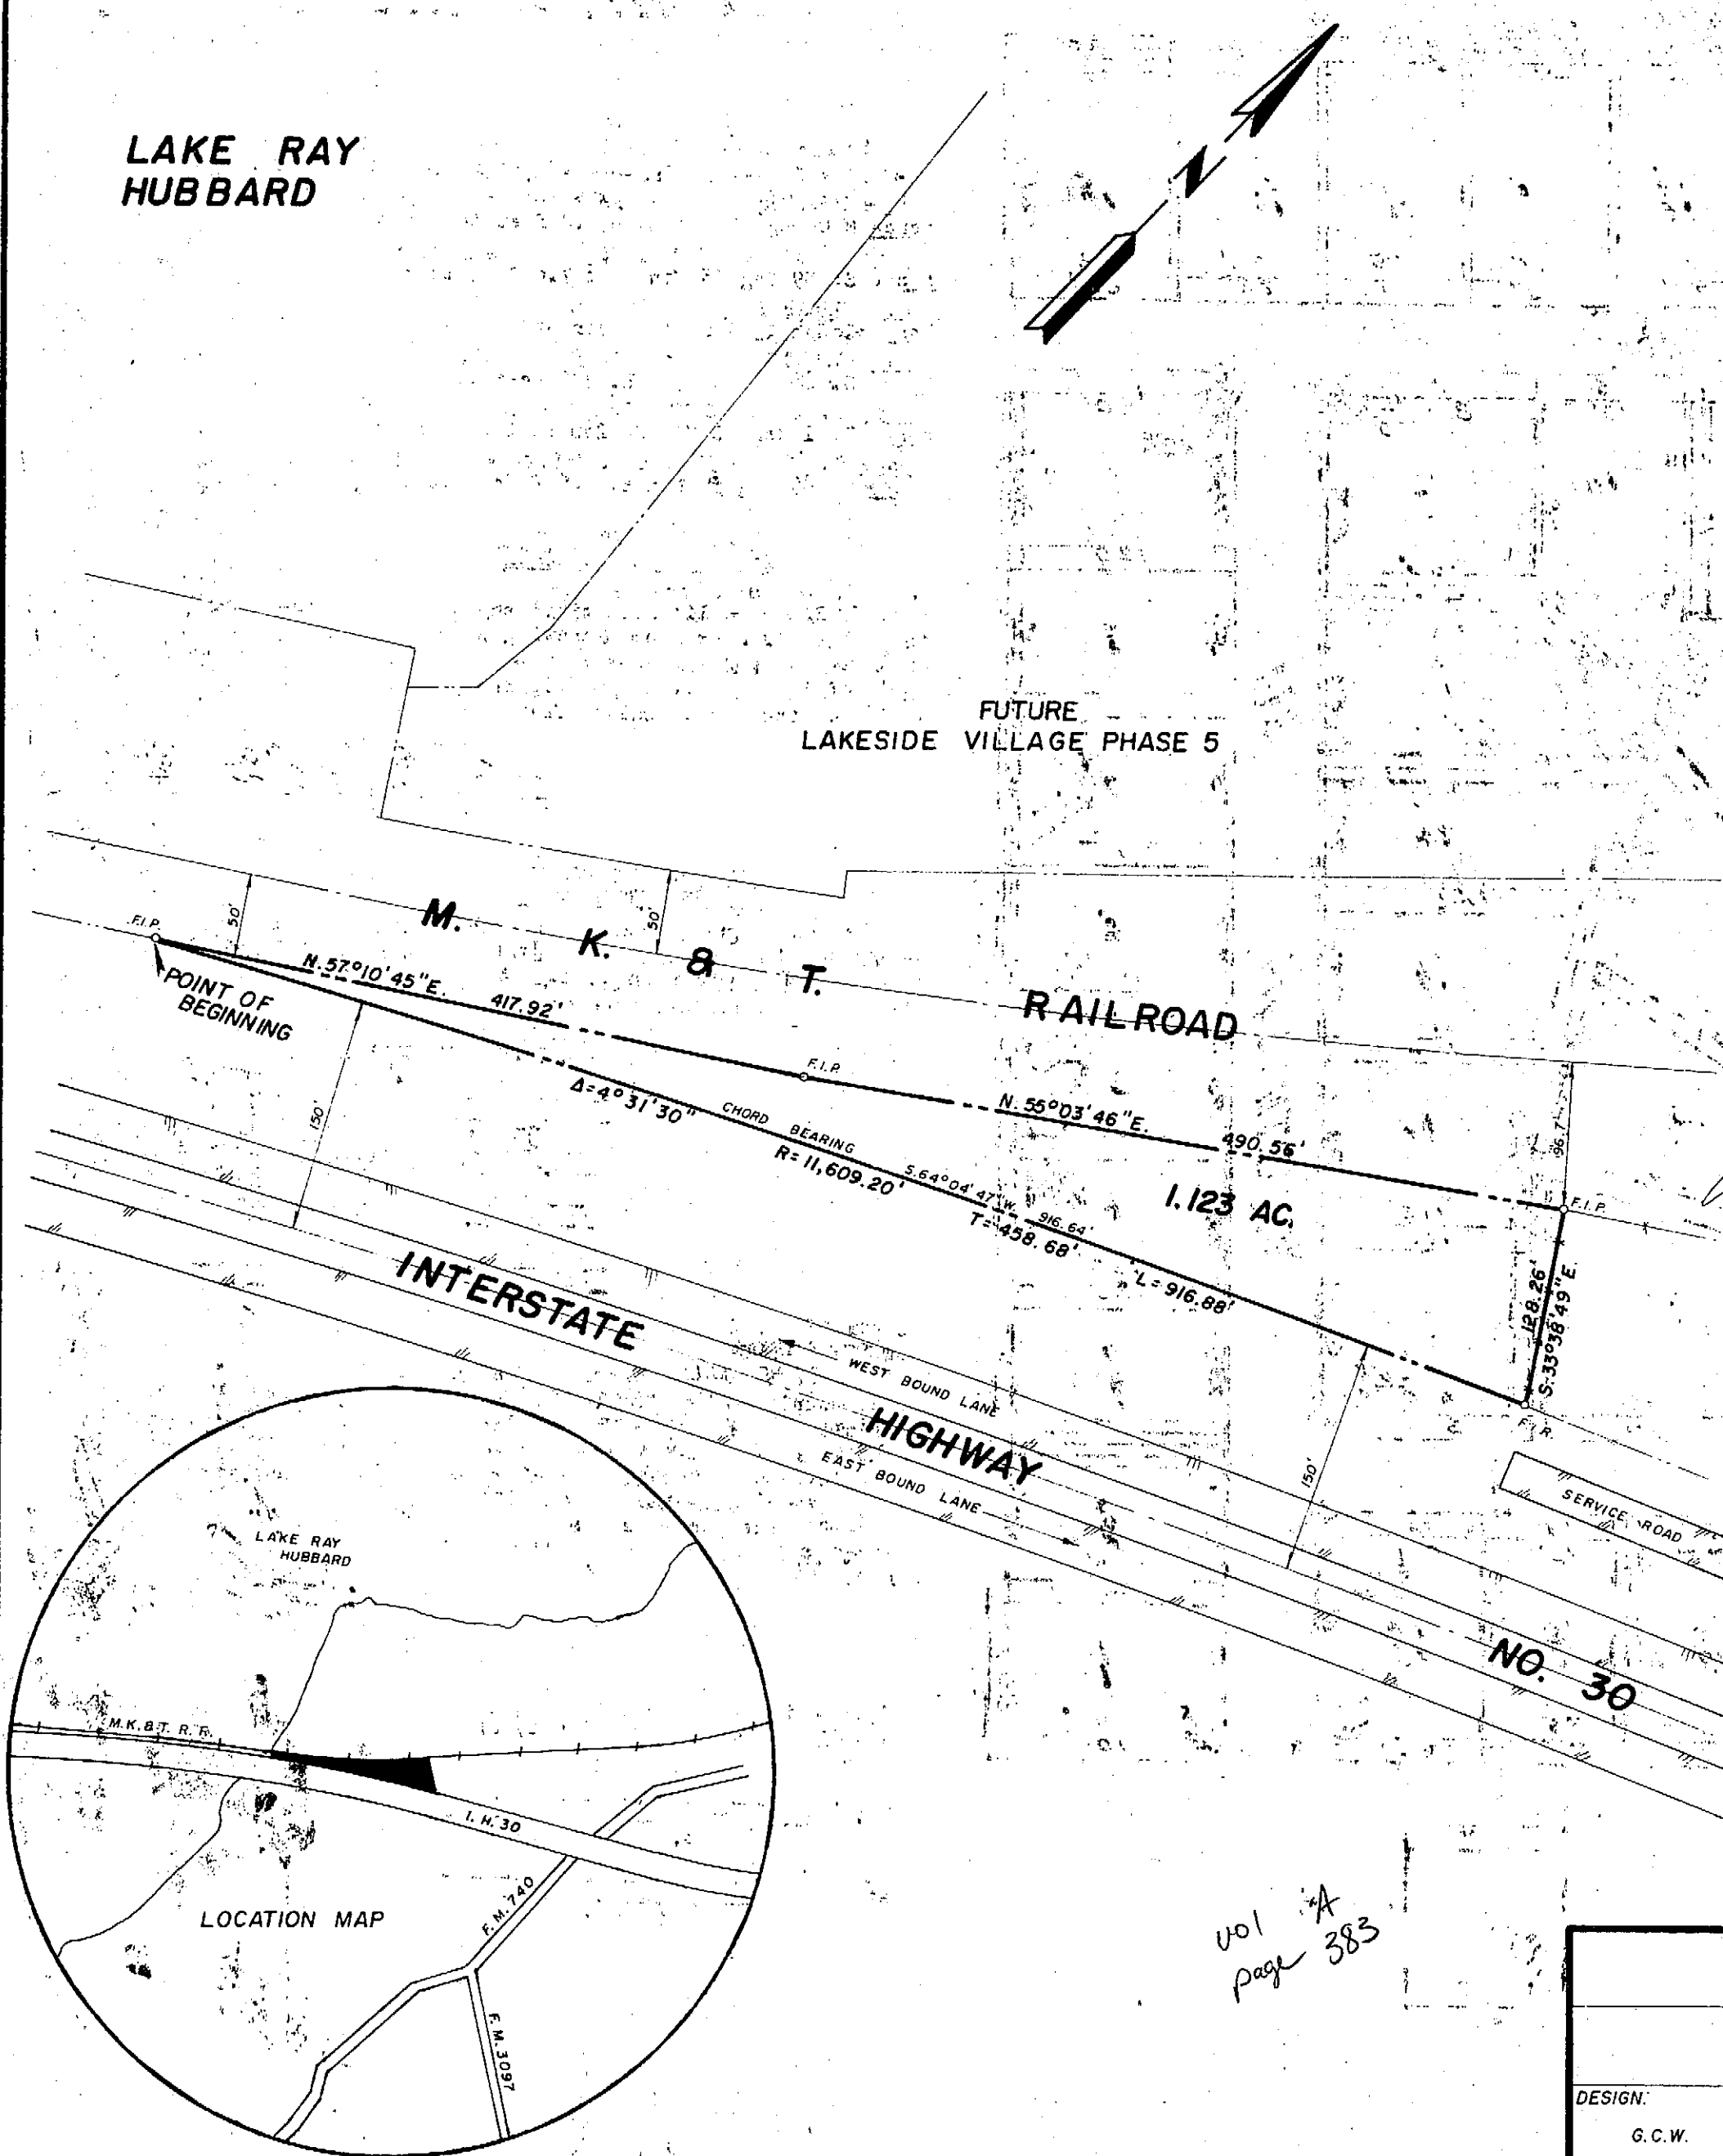 LAKE RAY
HUBBARD
N
FUTURE
LAKESIDE VILLAGE PHASE 5
F.I.P.
50'
M. K. & T. RAILROAD
50'
POINT OF
BEGINNING
N. 57°10'45" E. 417.92'
F.I.P.
N. 55°03'46" E. 490.56'
96.7'
F.I.P.
150'
Δ=4°31'30"
CHORD BEARING S. 64°04'47" W. 916.64'
R=11,609.20'
T=458.68'
L=916.88'
1.123 AC.
128.26'
S. 33°38'49" E.
F.I.R.
150'
INTERSTATE HIGHWAY NO. 30
WEST BOUND LANE
EAST BOUND LANE
SERVICE ROAD
LAKE RAY
HUBBARD
M.K.&T. R.R.
I. H. 30
F. M. 740
F. M. 3097
LOCATION MAP
vol A
page 383
DESIGN:
G.C.W.